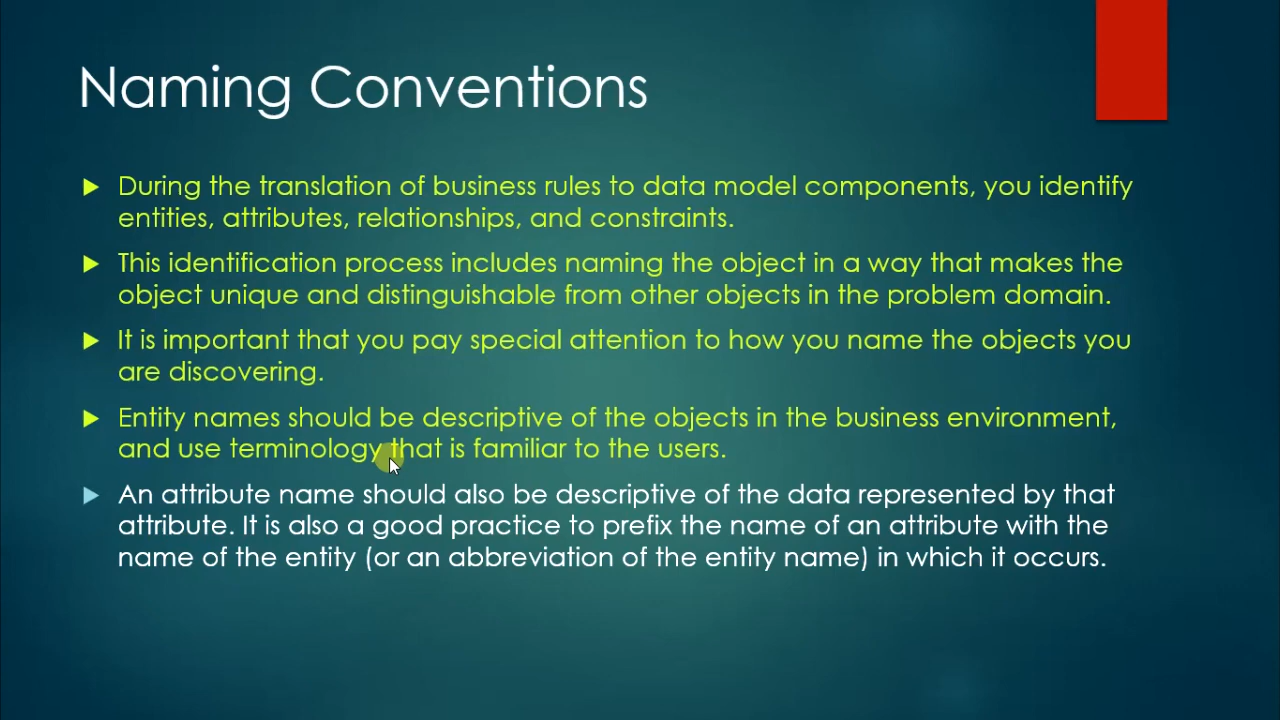 Naming Conventions
During the translation of business rules to data model components, you identify
entities, attributes, relationships, and constraints.
This identification process includes naming the object in a way that makes the
object unique and distinguishable from other objects in the problem domain.
It is important that you pay special attention to how you name the objects you
are discovering.
Entity names should be descriptive of the objects in the business environment,
and use terminology that is familiar to the users.
An attribute name should also be descriptive of the data represented by that
attribute. It is also a good practice to prefix the name of an attribute with the
name of the entity (or an abbreviation of the entity name) in which it occurs.